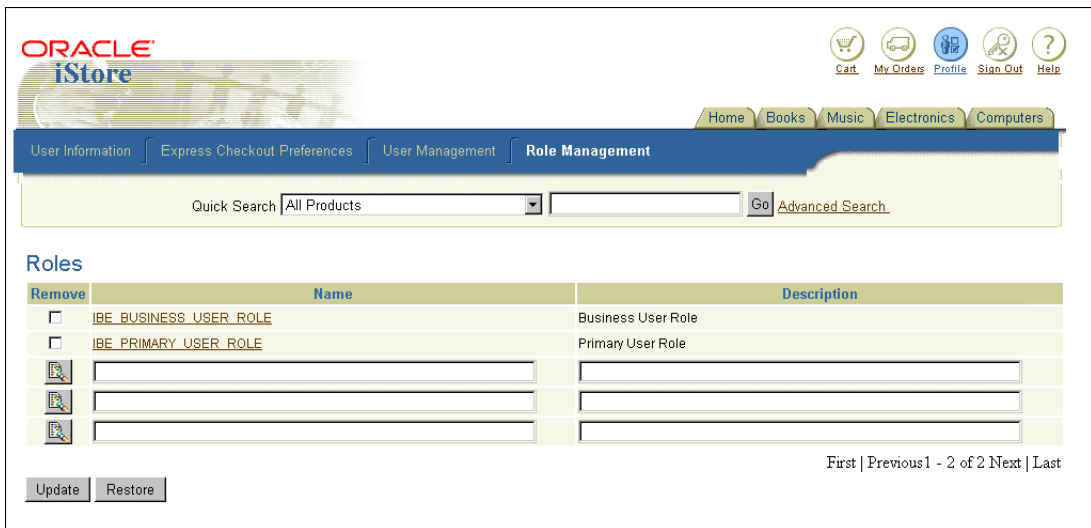 ORACLE
iStore
Cart My Orders Profile Sign Out Help
Home Books Music Electronics Computers
User Information Express Checkout Preferences User Management Role Management
Quick Search All Products Go Advanced Search
Roles
Remove Name Description
IBE_BUSINESS_USER_ROLE Business User Role
IBE_PRIMARY_USER_ROLE Primary User Role
First | Previous1 - 2 of 2 Next | Last
Update Restore